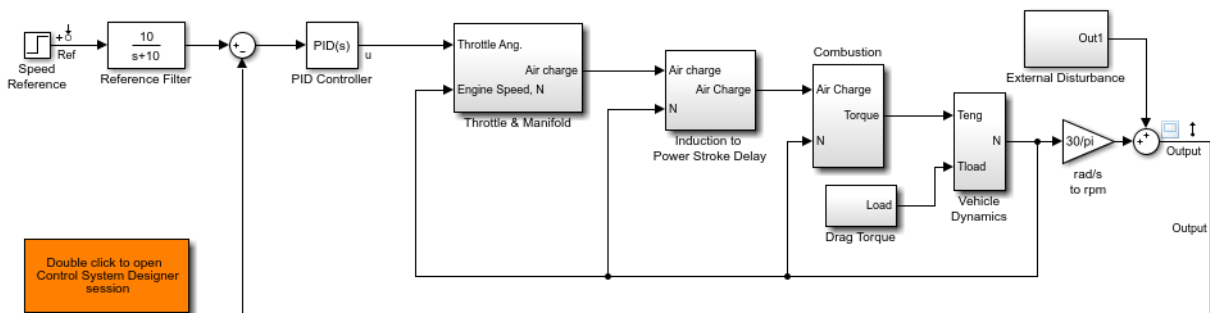 Speed
Reference
Ref
10
s+10
Reference Filter
+
−
PID(s)
u
PID Controller
Throttle Ang.
Air charge
Engine Speed, N
Throttle & Manifold
Air charge
Air Charge
N
Induction to
Power Stroke Delay
Combustion
Air Charge
Torque
N
Load
Drag Torque
Teng
N
Tload
Vehicle
Dynamics
Out1
External Disturbance
30/pi
rad/s
to rpm
+
+
Output
Output
Double click to open
Control System Designer
session